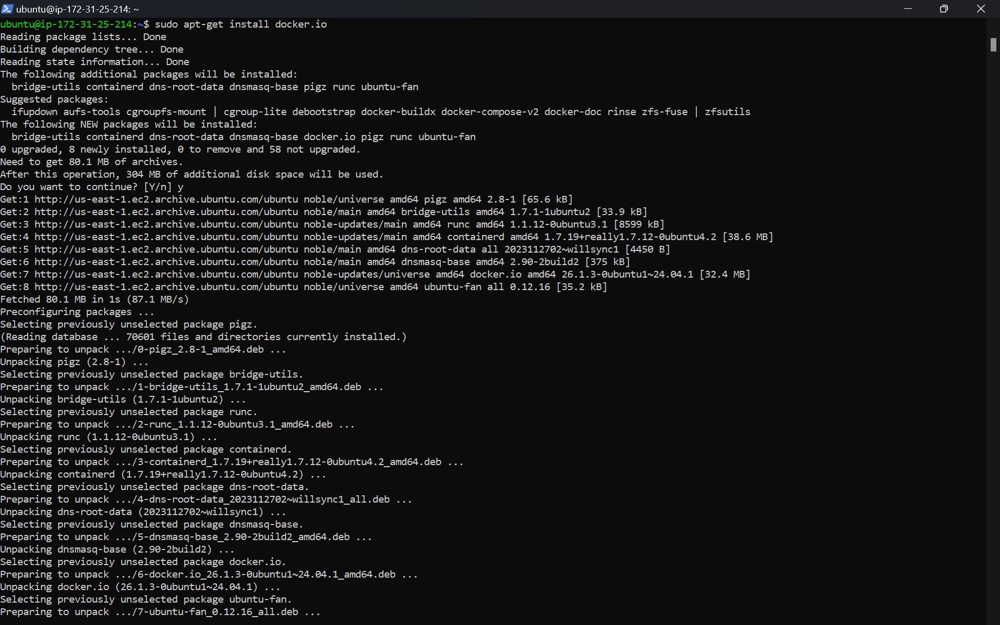 ubuntu@ip-172-31-25-214: ~
ubuntu@ip-172-31-25-214:~$ sudo apt-get install docker.io
Reading package lists... Done
Building dependency tree... Done
Reading state information... Done
The following additional packages will be installed:
  bridge-utils containerd dns-root-data dnsmasq-base pigz runc ubuntu-fan
Suggested packages:
  ifupdown aufs-tools cgroupfs-mount | cgroup-lite debootstrap docker-buildx docker-compose-v2 docker-doc rinse zfs-fuse | zfsutils
The following NEW packages will be installed:
  bridge-utils containerd dns-root-data dnsmasq-base docker.io pigz runc ubuntu-fan
0 upgraded, 8 newly installed, 0 to remove and 58 not upgraded.
Need to get 80.1 MB of archives.
After this operation, 304 MB of additional disk space will be used.
Do you want to continue? [Y/n] y
Get:1 http://us-east-1.ec2.archive.ubuntu.com/ubuntu noble/universe amd64 pigz amd64 2.8-1 [65.6 kB]
Get:2 http://us-east-1.ec2.archive.ubuntu.com/ubuntu noble/main amd64 bridge-utils amd64 1.7.1-1ubuntu2 [33.9 kB]
Get:3 http://us-east-1.ec2.archive.ubuntu.com/ubuntu noble-updates/main amd64 runc amd64 1.1.12-0ubuntu3.1 [8599 kB]
Get:4 http://us-east-1.ec2.archive.ubuntu.com/ubuntu noble-updates/main amd64 containerd amd64 1.7.19+really1.7.12-0ubuntu4.2 [38.6 MB]
Get:5 http://us-east-1.ec2.archive.ubuntu.com/ubuntu noble/main amd64 dns-root-data all 2023112702~willsync1 [4450 B]
Get:6 http://us-east-1.ec2.archive.ubuntu.com/ubuntu noble/main amd64 dnsmasq-base amd64 2.90-2build2 [375 kB]
Get:7 http://us-east-1.ec2.archive.ubuntu.com/ubuntu noble-updates/universe amd64 docker.io amd64 26.1.3-0ubuntu1~24.04.1 [32.4 MB]
Get:8 http://us-east-1.ec2.archive.ubuntu.com/ubuntu noble/universe amd64 ubuntu-fan all 0.12.16 [35.2 kB]
Fetched 80.1 MB in 1s (87.1 MB/s)
Preconfiguring packages ...
Selecting previously unselected package pigz.
(Reading database ... 70601 files and directories currently installed.)
Preparing to unpack .../0-pigz_2.8-1_amd64.deb ...
Unpacking pigz (2.8-1) ...
Selecting previously unselected package bridge-utils.
Preparing to unpack .../1-bridge-utils_1.7.1-1ubuntu2_amd64.deb ...
Unpacking bridge-utils (1.7.1-1ubuntu2) ...
Selecting previously unselected package runc.
Preparing to unpack .../2-runc_1.1.12-0ubuntu3.1_amd64.deb ...
Unpacking runc (1.1.12-0ubuntu3.1) ...
Selecting previously unselected package containerd.
Preparing to unpack .../3-containerd_1.7.19+really1.7.12-0ubuntu4.2_amd64.deb ...
Unpacking containerd (1.7.19+really1.7.12-0ubuntu4.2) ...
Selecting previously unselected package dns-root-data.
Preparing to unpack .../4-dns-root-data_2023112702~willsync1_all.deb ...
Unpacking dns-root-data (2023112702~willsync1) ...
Selecting previously unselected package dnsmasq-base.
Preparing to unpack .../5-dnsmasq-base_2.90-2build2_amd64.deb ...
Unpacking dnsmasq-base (2.90-2build2) ...
Selecting previously unselected package docker.io.
Preparing to unpack .../6-docker.io_26.1.3-0ubuntu1~24.04.1_amd64.deb ...
Unpacking docker.io (26.1.3-0ubuntu1~24.04.1) ...
Selecting previously unselected package ubuntu-fan.
Preparing to unpack .../7-ubuntu-fan_0.12.16_all.deb ...